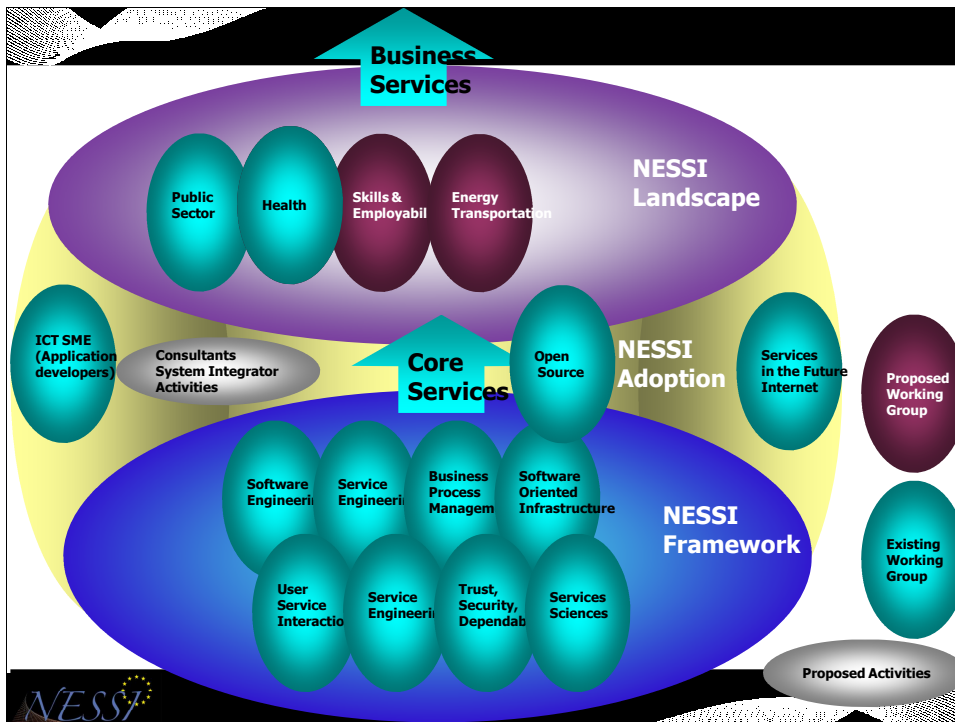 Business
Services
NESSI
Landscape
Public
Sector
Health
Skills &
Employabil
Energy
Transportation
ICT SME
(Application
developers)
Consultants
System Integrator
Activities
Core
Services
Open
Source
NESSI
Adoption
Services
in the Future
Internet
Proposed
Working
Group
Software
Engineerin
Service
Engineerin
Business
Process
Managem
Software
Oriented
Infrastructure
NESSI
Framework
Existing
Working
Group
User
Service
Interactio
Service
Engineerin
Trust,
Security,
Dependab
Services
Sciences
Proposed Activities
NESSI